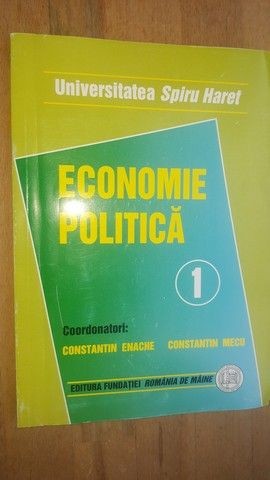 Universitatea Spiru Haret
ECONOMIE
POLITICĂ
1
Coordonatori:
CONSTANTIN ENACHE CONSTANTIN MECU
EDITURA FUNDAȚIEI ROMÂNIA DE MÂINE